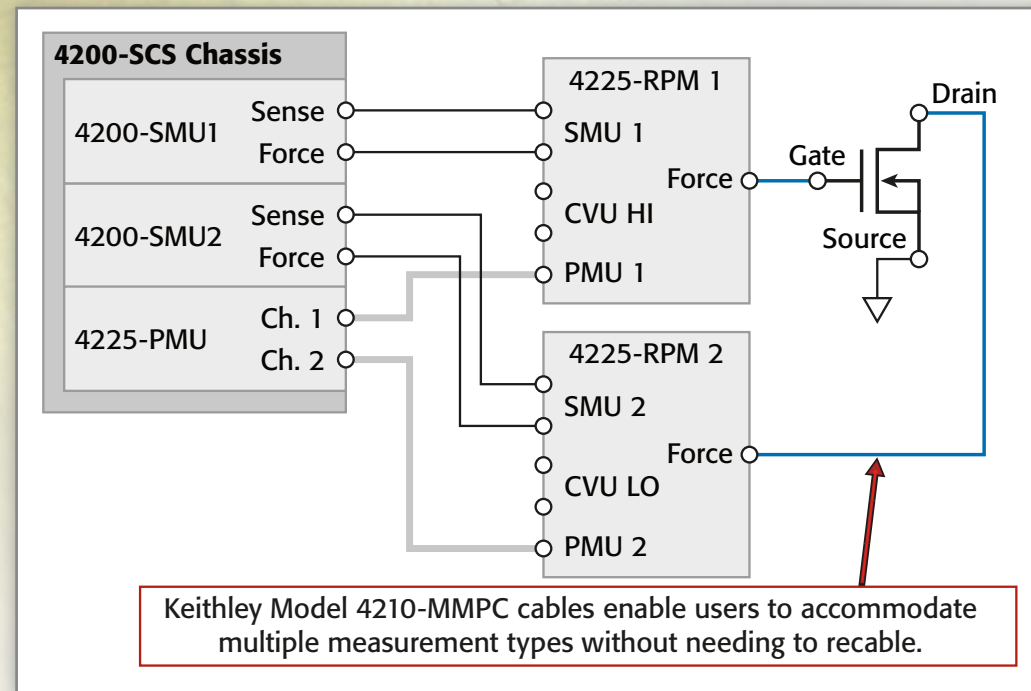 4200-SCS Chassis
4200-SMU1
Sense
Force
4200-SMU2
Sense
Force
4225-PMU
Ch. 1
Ch. 2
4225-RPM 1
SMU 1
CVU HI
PMU 1
Force
4225-RPM 2
SMU 2
CVU LO
PMU 2
Force
Gate
Drain
Source
Keithley Model 4210-MMPC cables enable users to accommodate
multiple measurement types without needing to recable.